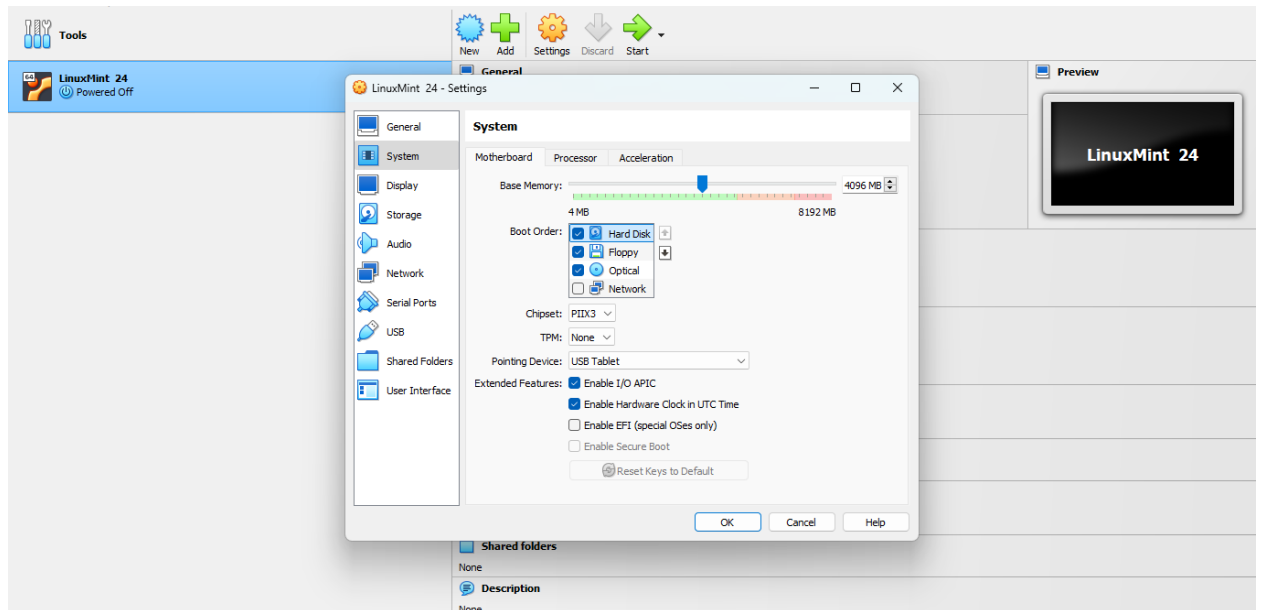 Tools
New Add Settings Discard Start
64
LinuxMint 24
Powered Off
General
Preview
LinuxMint 24
LinuxMint 24 - Settings
General
System
Display
Storage
Audio
Network
Serial Ports
USB
Shared Folders
User Interface
System
Motherboard Processor Acceleration
Base Memory: 4096 MB
4 MB 8192 MB
Boot Order: Hard Disk
Floppy
Optical
Network
Chipset: PIIX3
TPM: None
Pointing Device: USB Tablet
Extended Features: Enable I/O APIC
Enable Hardware Clock in UTC Time
Enable EFI (special OSes only)
Enable Secure Boot
Reset Keys to Default
OK Cancel Help
Shared folders
None
Description
None